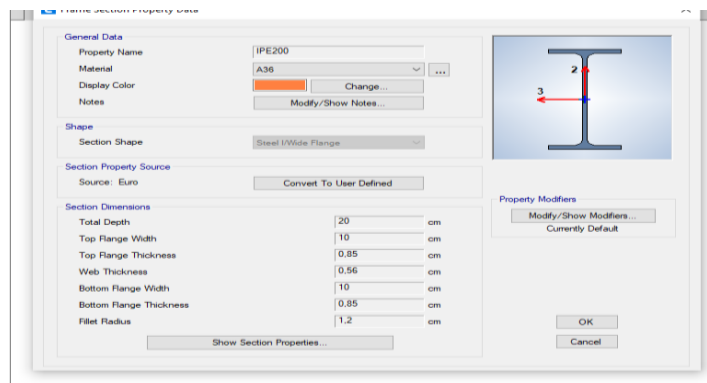 Frame Section Property Data
General Data
Property Name IPE200
Material A36 ...
Display Color Change...
Notes Modify/Show Notes...
Shape
Section Shape Steel I/Wide Flange
Section Property Source
Source: Euro Convert To User Defined
Section Dimensions
Total Depth 20 cm
Top Flange Width 10 cm
Top Flange Thickness 0,85 cm
Web Thickness 0,56 cm
Bottom Flange Width 10 cm
Bottom Flange Thickness 0,85 cm
Fillet Radius 1,2 cm
Show Section Properties...
2
3
Property Modifiers
Modify/Show Modifiers...
Currently Default
OK
Cancel